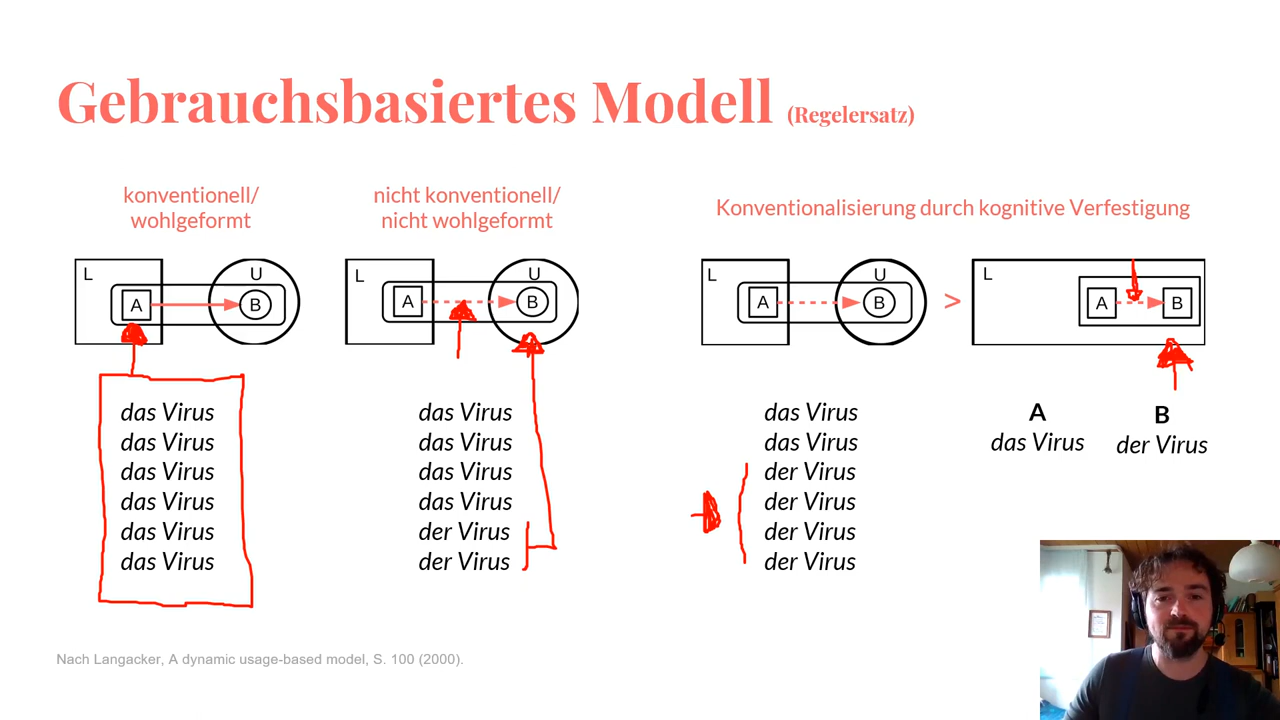 Gebrauchsbasiertes Modell (Regelersatz)
konventionell/
wohlgeformt
L
U
A
B
das Virus
das Virus
das Virus
das Virus
das Virus
das Virus
nicht konventionell/
nicht wohlgeformt
L
U
A
B
das Virus
das Virus
das Virus
das Virus
der Virus
der Virus
Konventionalisierung durch kognitive Verfestigung
L
U
A
B
>
L
A
B
das Virus
das Virus
der Virus
der Virus
der Virus
der Virus
A
das Virus
B
der Virus
Nach Langacker, A dynamic usage-based model, S. 100 (2000).